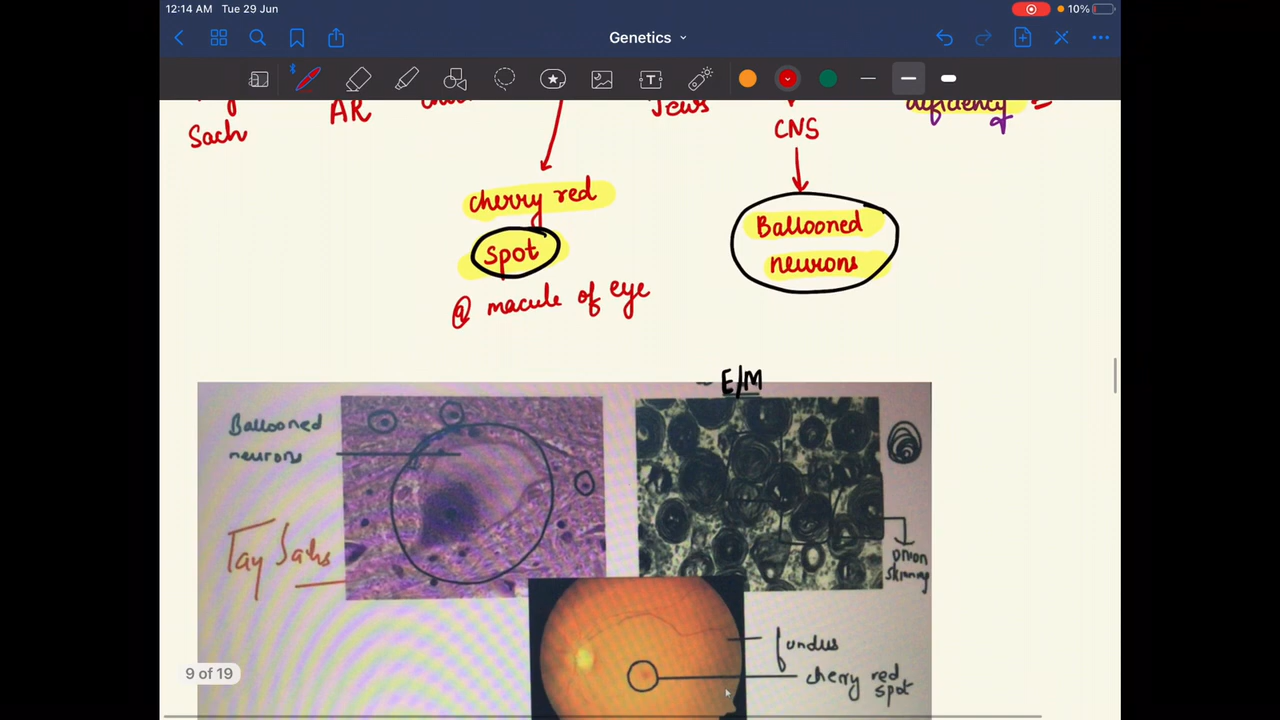 12:14 AM Tue 29 Jun
10%
Genetics
Sach
AR
Jews
CNS
deficiency
cherry red
spot
@ macule of eye
Ballooned
neurons
E/M
Ballooned
neurons
Tay Sachs
onion
skinning
fundus
cherry red
spot
9 of 19